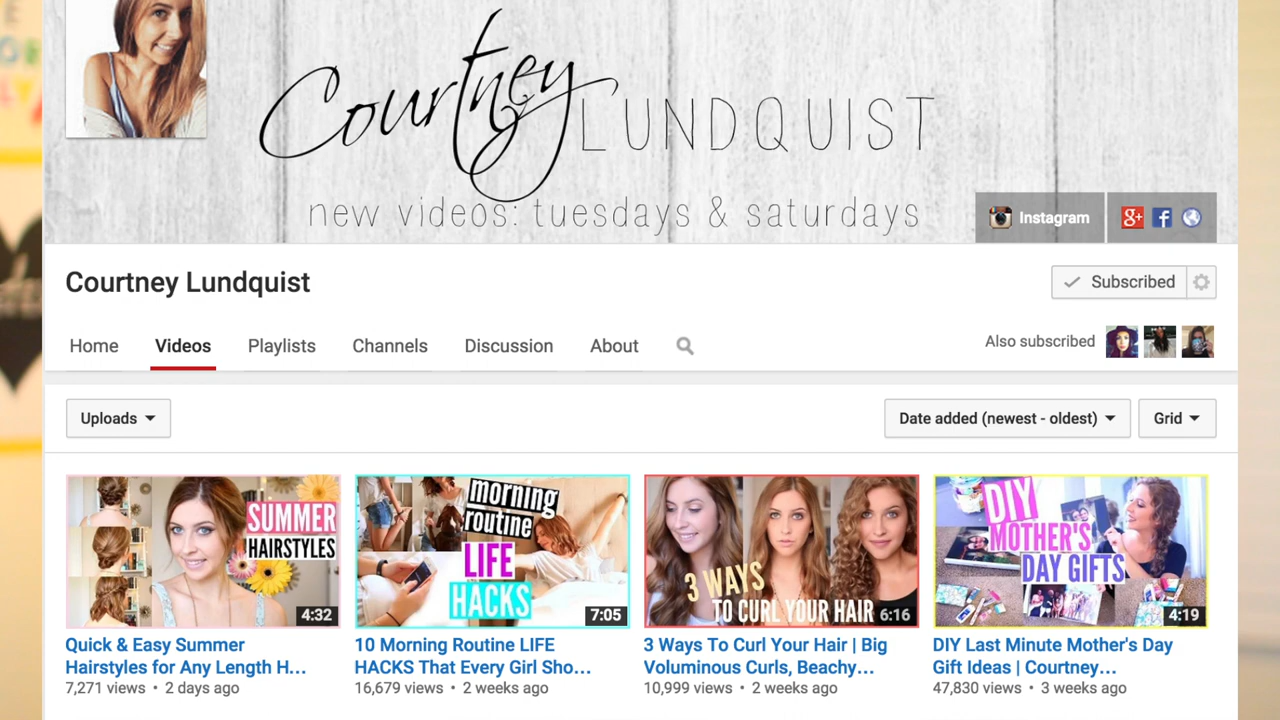 Courtney LUNDQUIST
new videos: tuesdays & saturdays
Instagram
Courtney Lundquist
Subscribed
Home Videos Playlists Channels Discussion About
Also subscribed
Uploads
Date added (newest - oldest)
Grid
SUMMER
HAIRSTYLES
4:32
Quick & Easy Summer
Hairstyles for Any Length H...
7,271 views • 2 days ago
morning
routine
LIFE
HACKS
7:05
10 Morning Routine LIFE
HACKS That Every Girl Sho...
16,679 views • 2 weeks ago
3 WAYS
TO CURL YOUR HAIR
6:16
3 Ways To Curl Your Hair | Big
Voluminous Curls, Beachy...
10,999 views • 2 weeks ago
DIY
MOTHER'S
DAY GIFTS
4:19
DIY Last Minute Mother's Day
Gift Ideas | Courtney...
47,830 views • 3 weeks ago